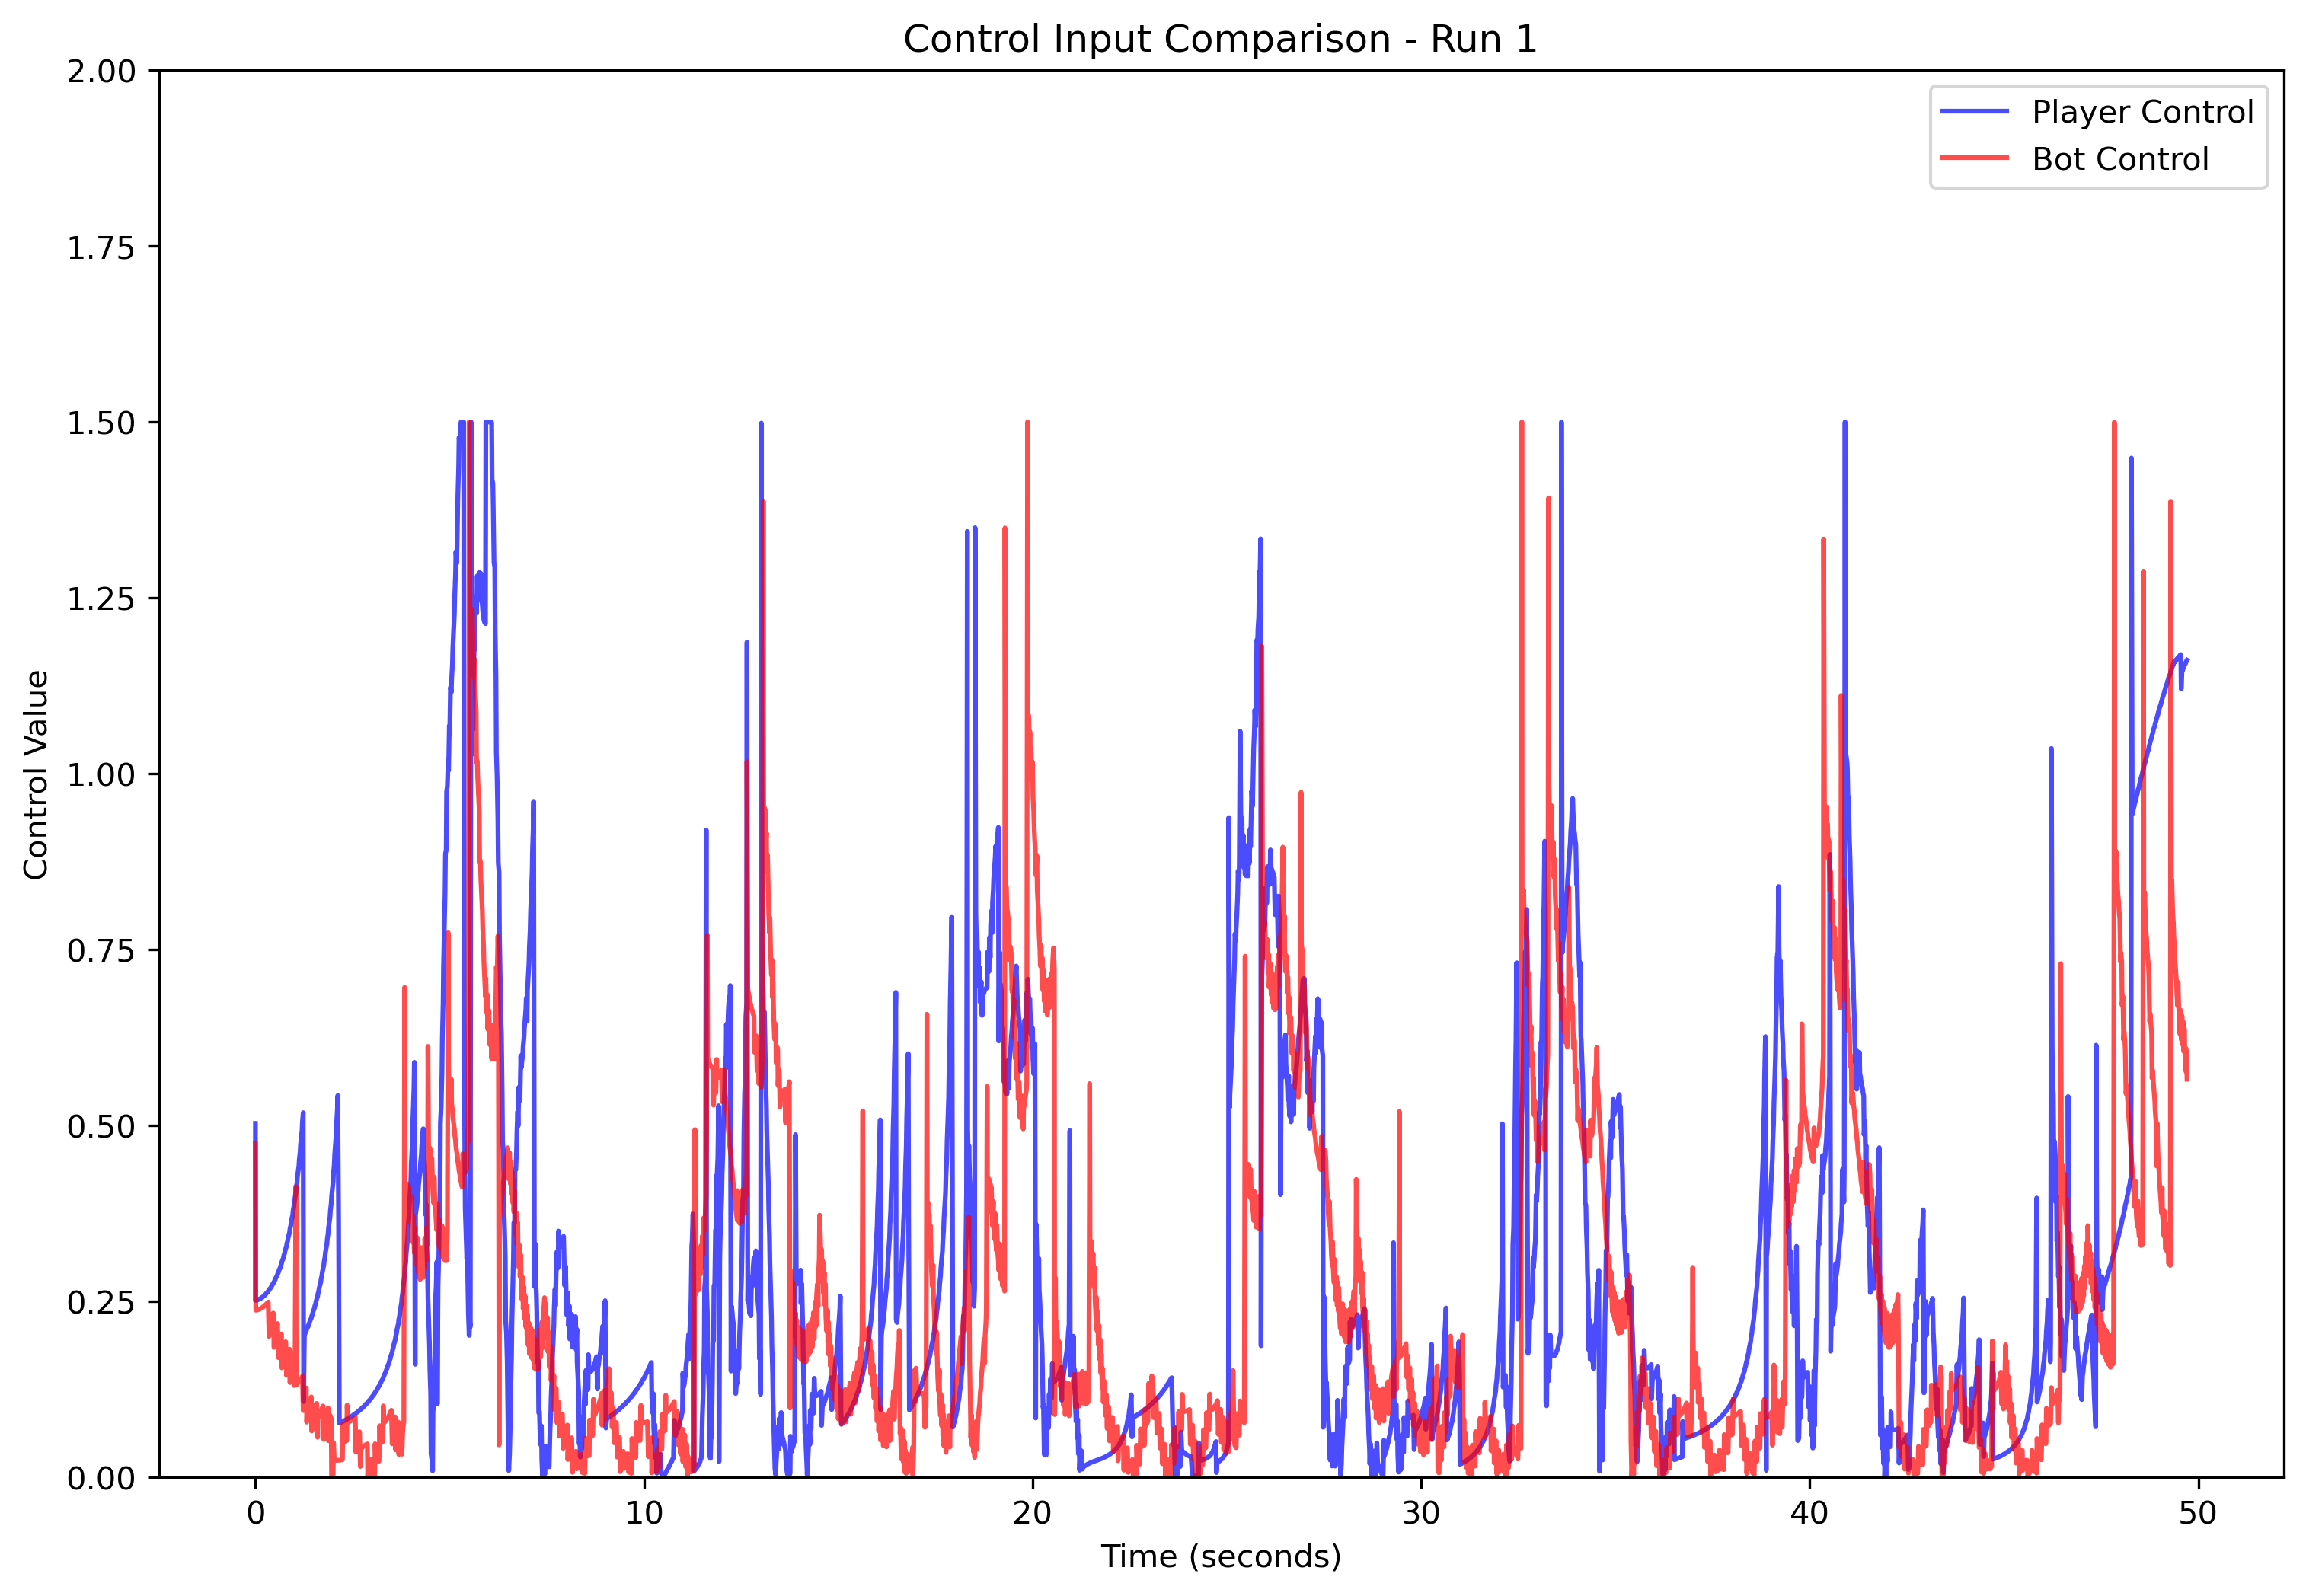 Control Input Comparison - Run 1
Player Control
Bot Control
2.00
1.75
1.50
1.25
1.00
0.75
0.50
0.25
0.00
Control Value
0 10 20 30 40 50
Time (seconds)